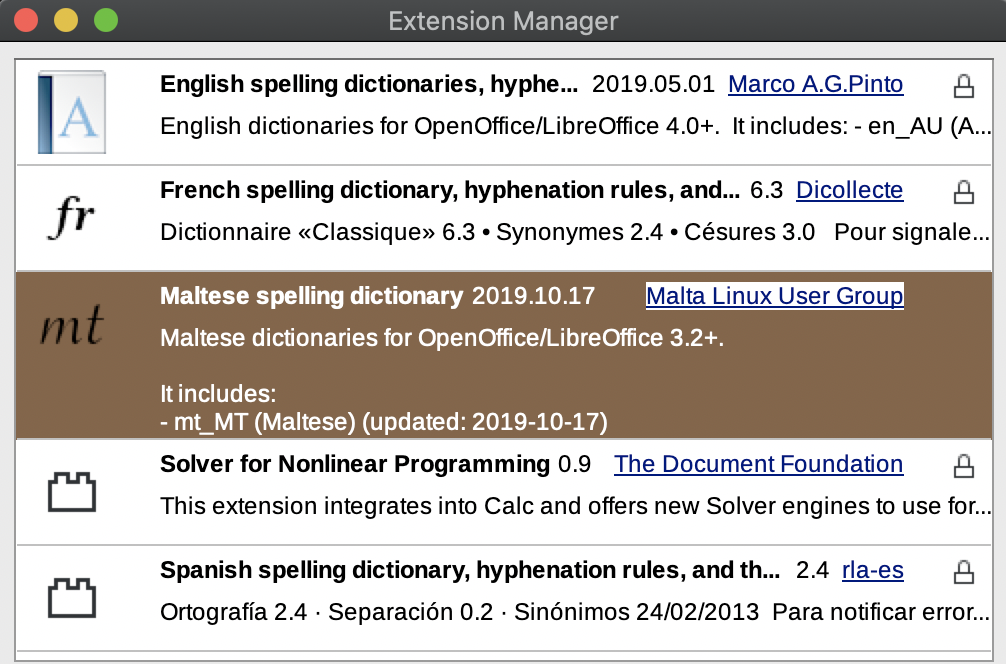 Extension Manager
A
English spelling dictionaries, hyphe... 2019.05.01 Marco A.G.Pinto
English dictionaries for OpenOffice/LibreOffice 4.0+.  It includes: - en_AU (A...
fr
French spelling dictionary, hyphenation rules, and... 6.3 Dicollecte
Dictionnaire «Classique» 6.3 • Synonymes 2.4 • Césures 3.0   Pour signale...
mt
Maltese spelling dictionary 2019.10.17 Malta Linux User Group
Maltese dictionaries for OpenOffice/LibreOffice 3.2+.
It includes:
- mt_MT (Maltese) (updated: 2019-10-17)
Solver for Nonlinear Programming 0.9 The Document Foundation
This extension integrates into Calc and offers new Solver engines to use for...
Spanish spelling dictionary, hyphenation rules, and th... 2.4 rla-es
Ortografía 2.4 · Separación 0.2 · Sinónimos 24/02/2013  Para notificar error...